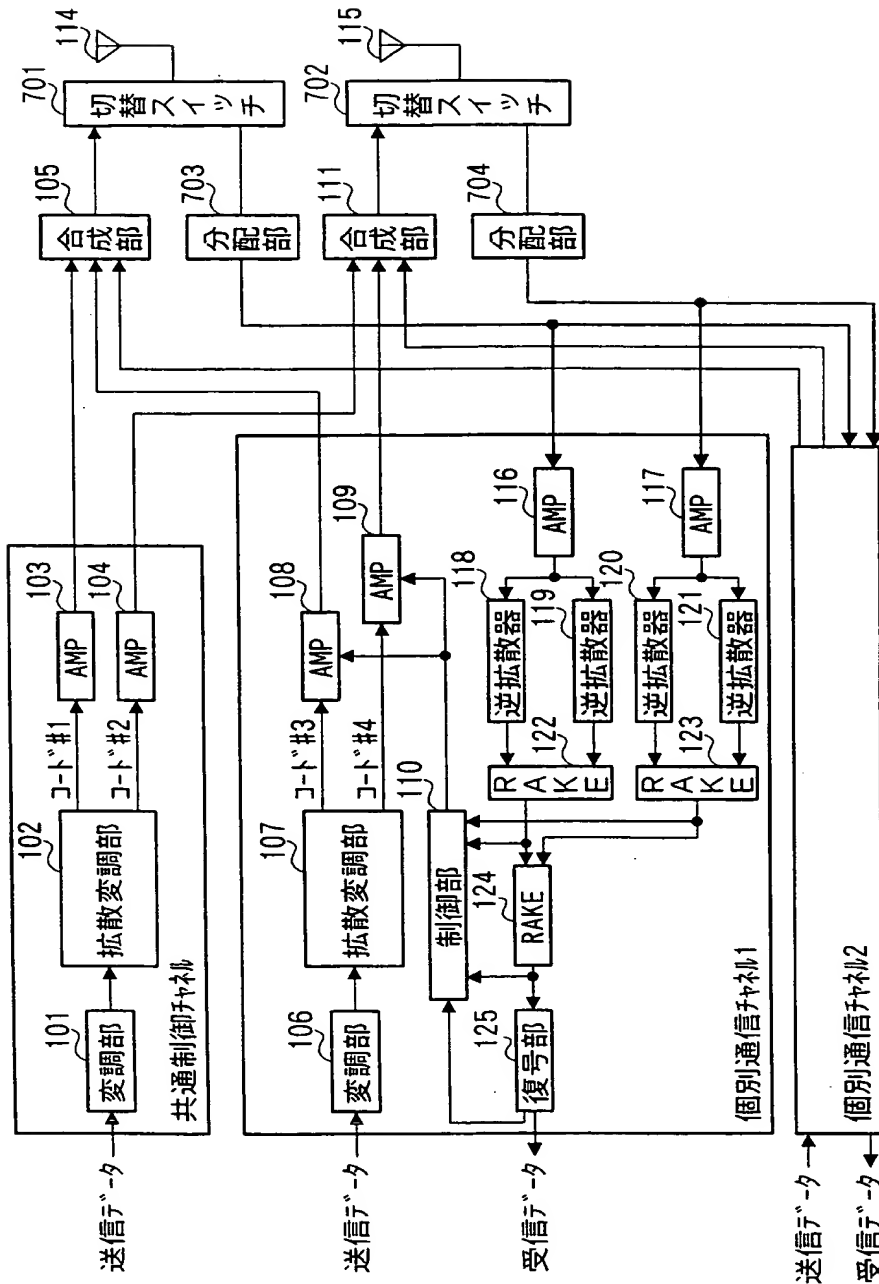 送信データ
101
変調部
102
拡散変調部
コード#1
コード#2
103
AMP
104
AMP
共通制御チャネル
105
合成部
701
切替スイッチ
114
703
分配部
111
合成部
702
切替スイッチ
115
704
分配部
送信データ
106
変調部
107
拡散変調部
コード#3
コード#4
108
AMP
109
AMP
110
制御部
116
AMP
117
AMP
118
逆拡散器
119
逆拡散器
120
逆拡散器
121
逆拡散器
122
RAKE
123
RAKE
124
RAKE
125
復号部
受信データ
個別通信チャネル1
送信データ
受信データ
個別通信チャネル2